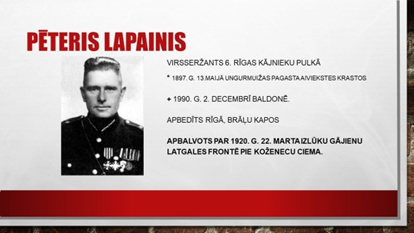 PĒTERIS LAPAINIS
VIRSSERŽANTS 6. RĪGAS KĀJNIEKU PULKĀ
* 1897. G. 13.MAIJĀ UNGURMUIŽAS PAGASTA AIVIEKSTES KRASTOS
+ 1990. G. 2. DECEMBRĪ BALDONĒ.
APBEDĪTS RĪGĀ, BRĀĻU KAPOS
APBALVOTS PAR 1920. G. 22. MARTA IZLŪKU GĀJIENU
LATGALES FRONTĒ PIE KOŽENECU CIEMA.